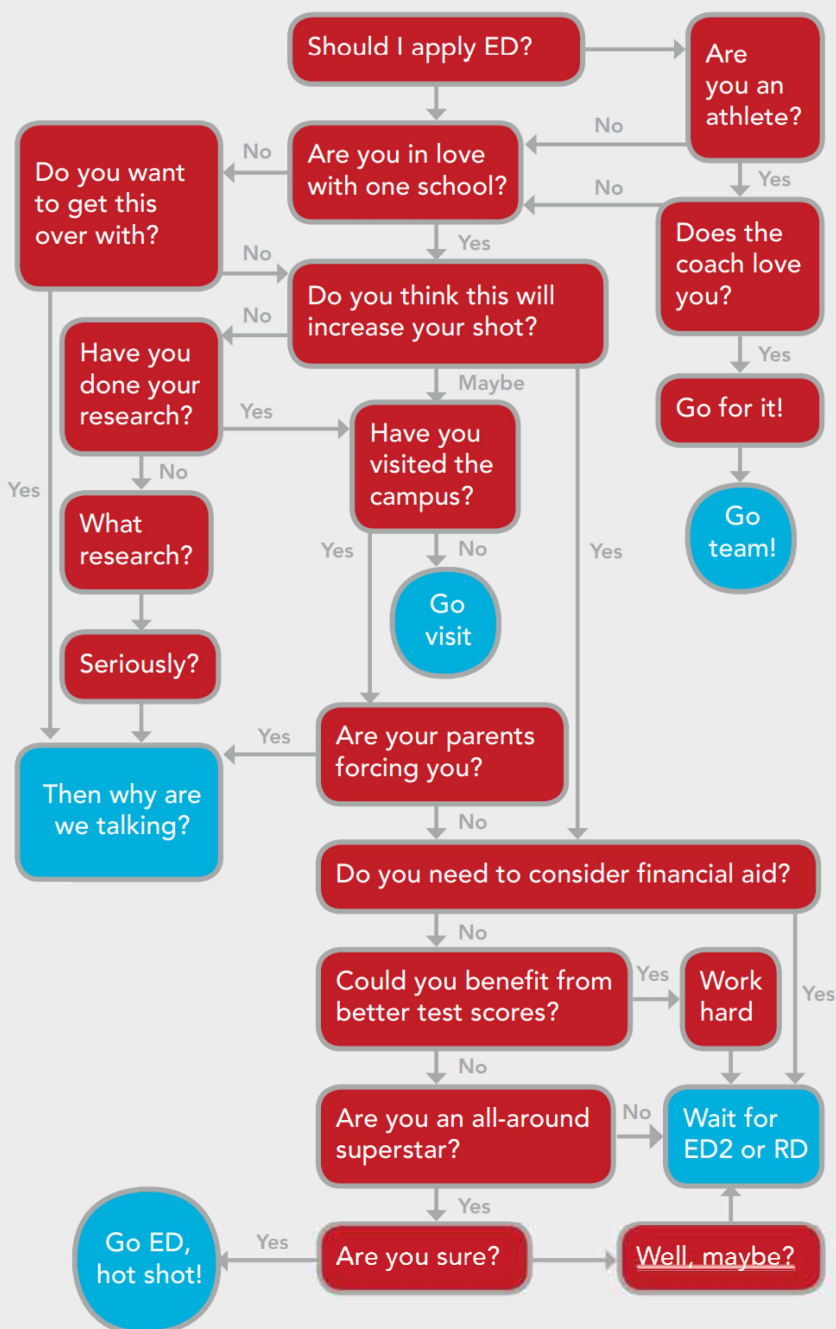 Should I apply ED?
Are
you an
athlete?
No
No
Are you in love
with one school?
Do you want
to get this
over with?
Yes
No
Does the
coach love
you?
Yes
No
Do you think this will
increase your shot?
No
Have you
done your
research?
Maybe
Yes
Go for it!
Yes
Have you
visited the
campus?
No
Yes
What
research?
Go
team!
Yes
No
Yes
Go
visit
Seriously?
Are your parents
forcing you?
Yes
Then why are
we talking?
No
Do you need to consider financial aid?
No
Could you benefit from
better test scores?
Yes
Work
hard
Yes
No
Are you an all-around
superstar?
No
Wait for
ED2 or RD
Yes
Go ED,
hot shot!
Yes
Are you sure?
Well, maybe?